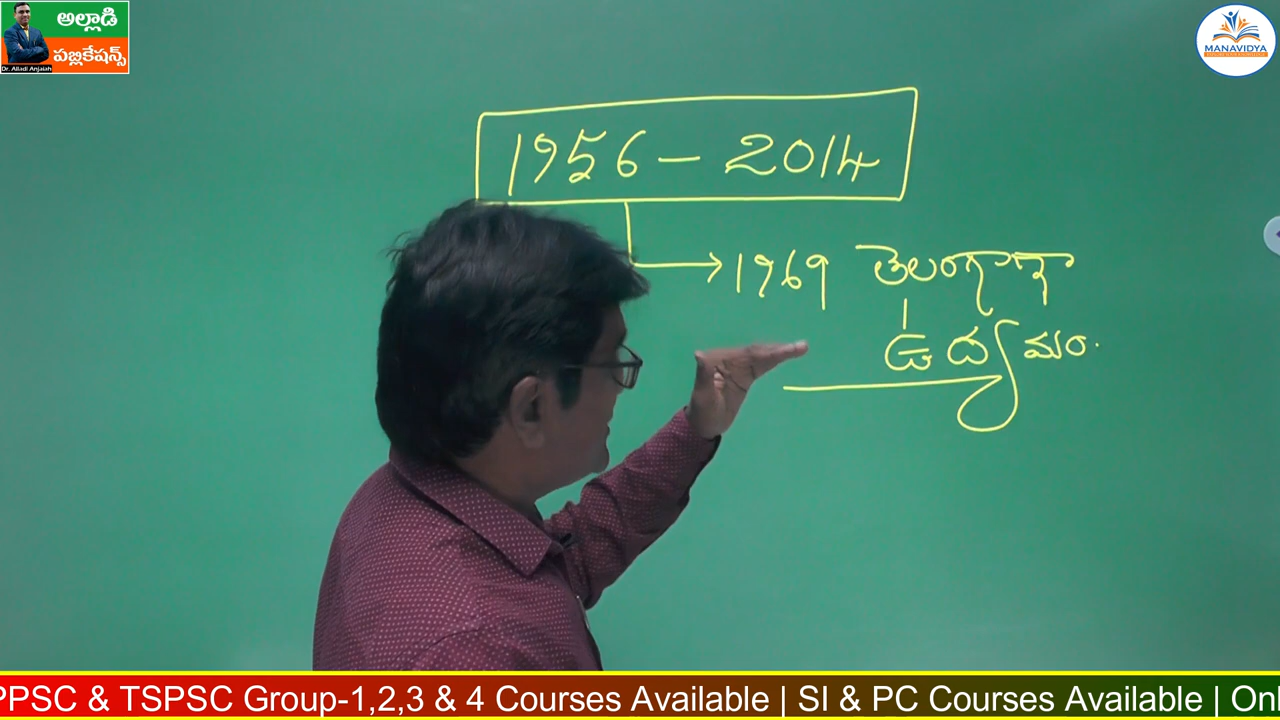 అల్లాడి
పబ్లికేషన్స్
Dr. Alladi Anjaiah
MANAVIDYA
1956 – 2014
→ 1969 తెలంగాణా
ఉద్యమం.
PPSC & TSPSC Group-1,2,3 & 4 Courses Available | SI & PC Courses Available | Onl